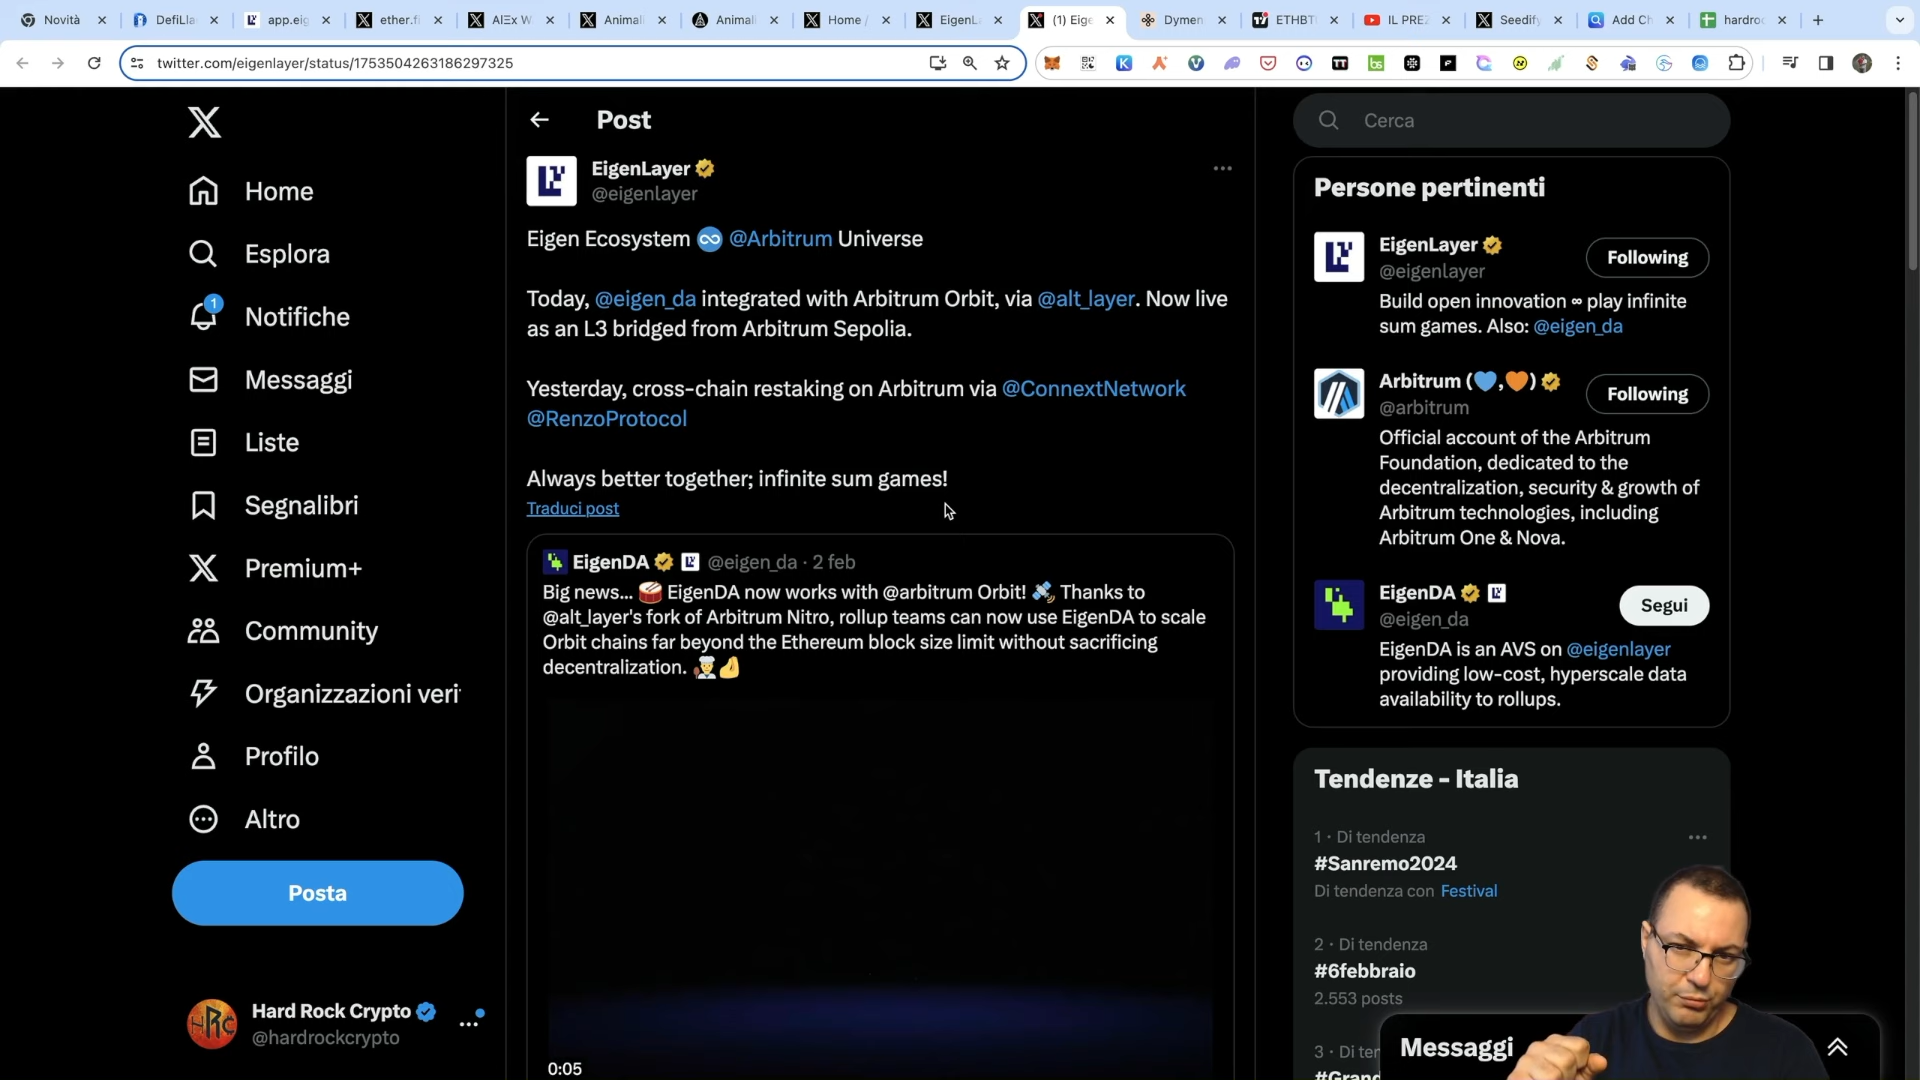 Novità
DefiLla
app.eig
ether.fi
AlEx W
Animali
Animali
Home /
EigenLa
(1) Eige
Dymen
ETHBT
IL PREZ
Seedify
Add Ch
hardroc
twitter.com/eigenlayer/status/1753504263186297325
Home
Esplora
1
Notifiche
Messaggi
Liste
Segnalibri
Premium+
Community
Organizzazioni veri
Profilo
Altro
Posta
Hard Rock Crypto
@hardrockcrypto
Post
EigenLayer
@eigenlayer
Eigen Ecosystem ♾️ @Arbitrum Universe
Today, @eigen_da integrated with Arbitrum Orbit, via @alt_layer. Now live
as an L3 bridged from Arbitrum Sepolia.
Yesterday, cross-chain restaking on Arbitrum via @ConnextNetwork
@RenzoProtocol
Always better together; infinite sum games!
Traduci post
EigenDA @eigen_da · 2 feb
Big news... 🥁 EigenDA now works with @arbitrum Orbit! 🛰️ Thanks to
@alt_layer's fork of Arbitrum Nitro, rollup teams can now use EigenDA to scale
Orbit chains far beyond the Ethereum block size limit without sacrificing
decentralization. 👨‍🍳🤌
0:05
Cerca
Persone pertinenti
EigenLayer
@eigenlayer
Following
Build open innovation ∞ play infinite
sum games. Also: @eigen_da
Arbitrum (💙,🧡)
@arbitrum
Following
Official account of the Arbitrum
Foundation, dedicated to the
decentralization, security & growth of
Arbitrum technologies, including
Arbitrum One & Nova.
EigenDA
@eigen_da
Segui
EigenDA is an AVS on @eigenlayer
providing low-cost, hyperscale data
availability to rollups.
Tendenze - Italia
1 · Di tendenza
#Sanremo2024
Di tendenza con Festival
2 · Di tendenza
#6febbraio
2.553 posts
3 · Di ter
#Grand
Messaggi